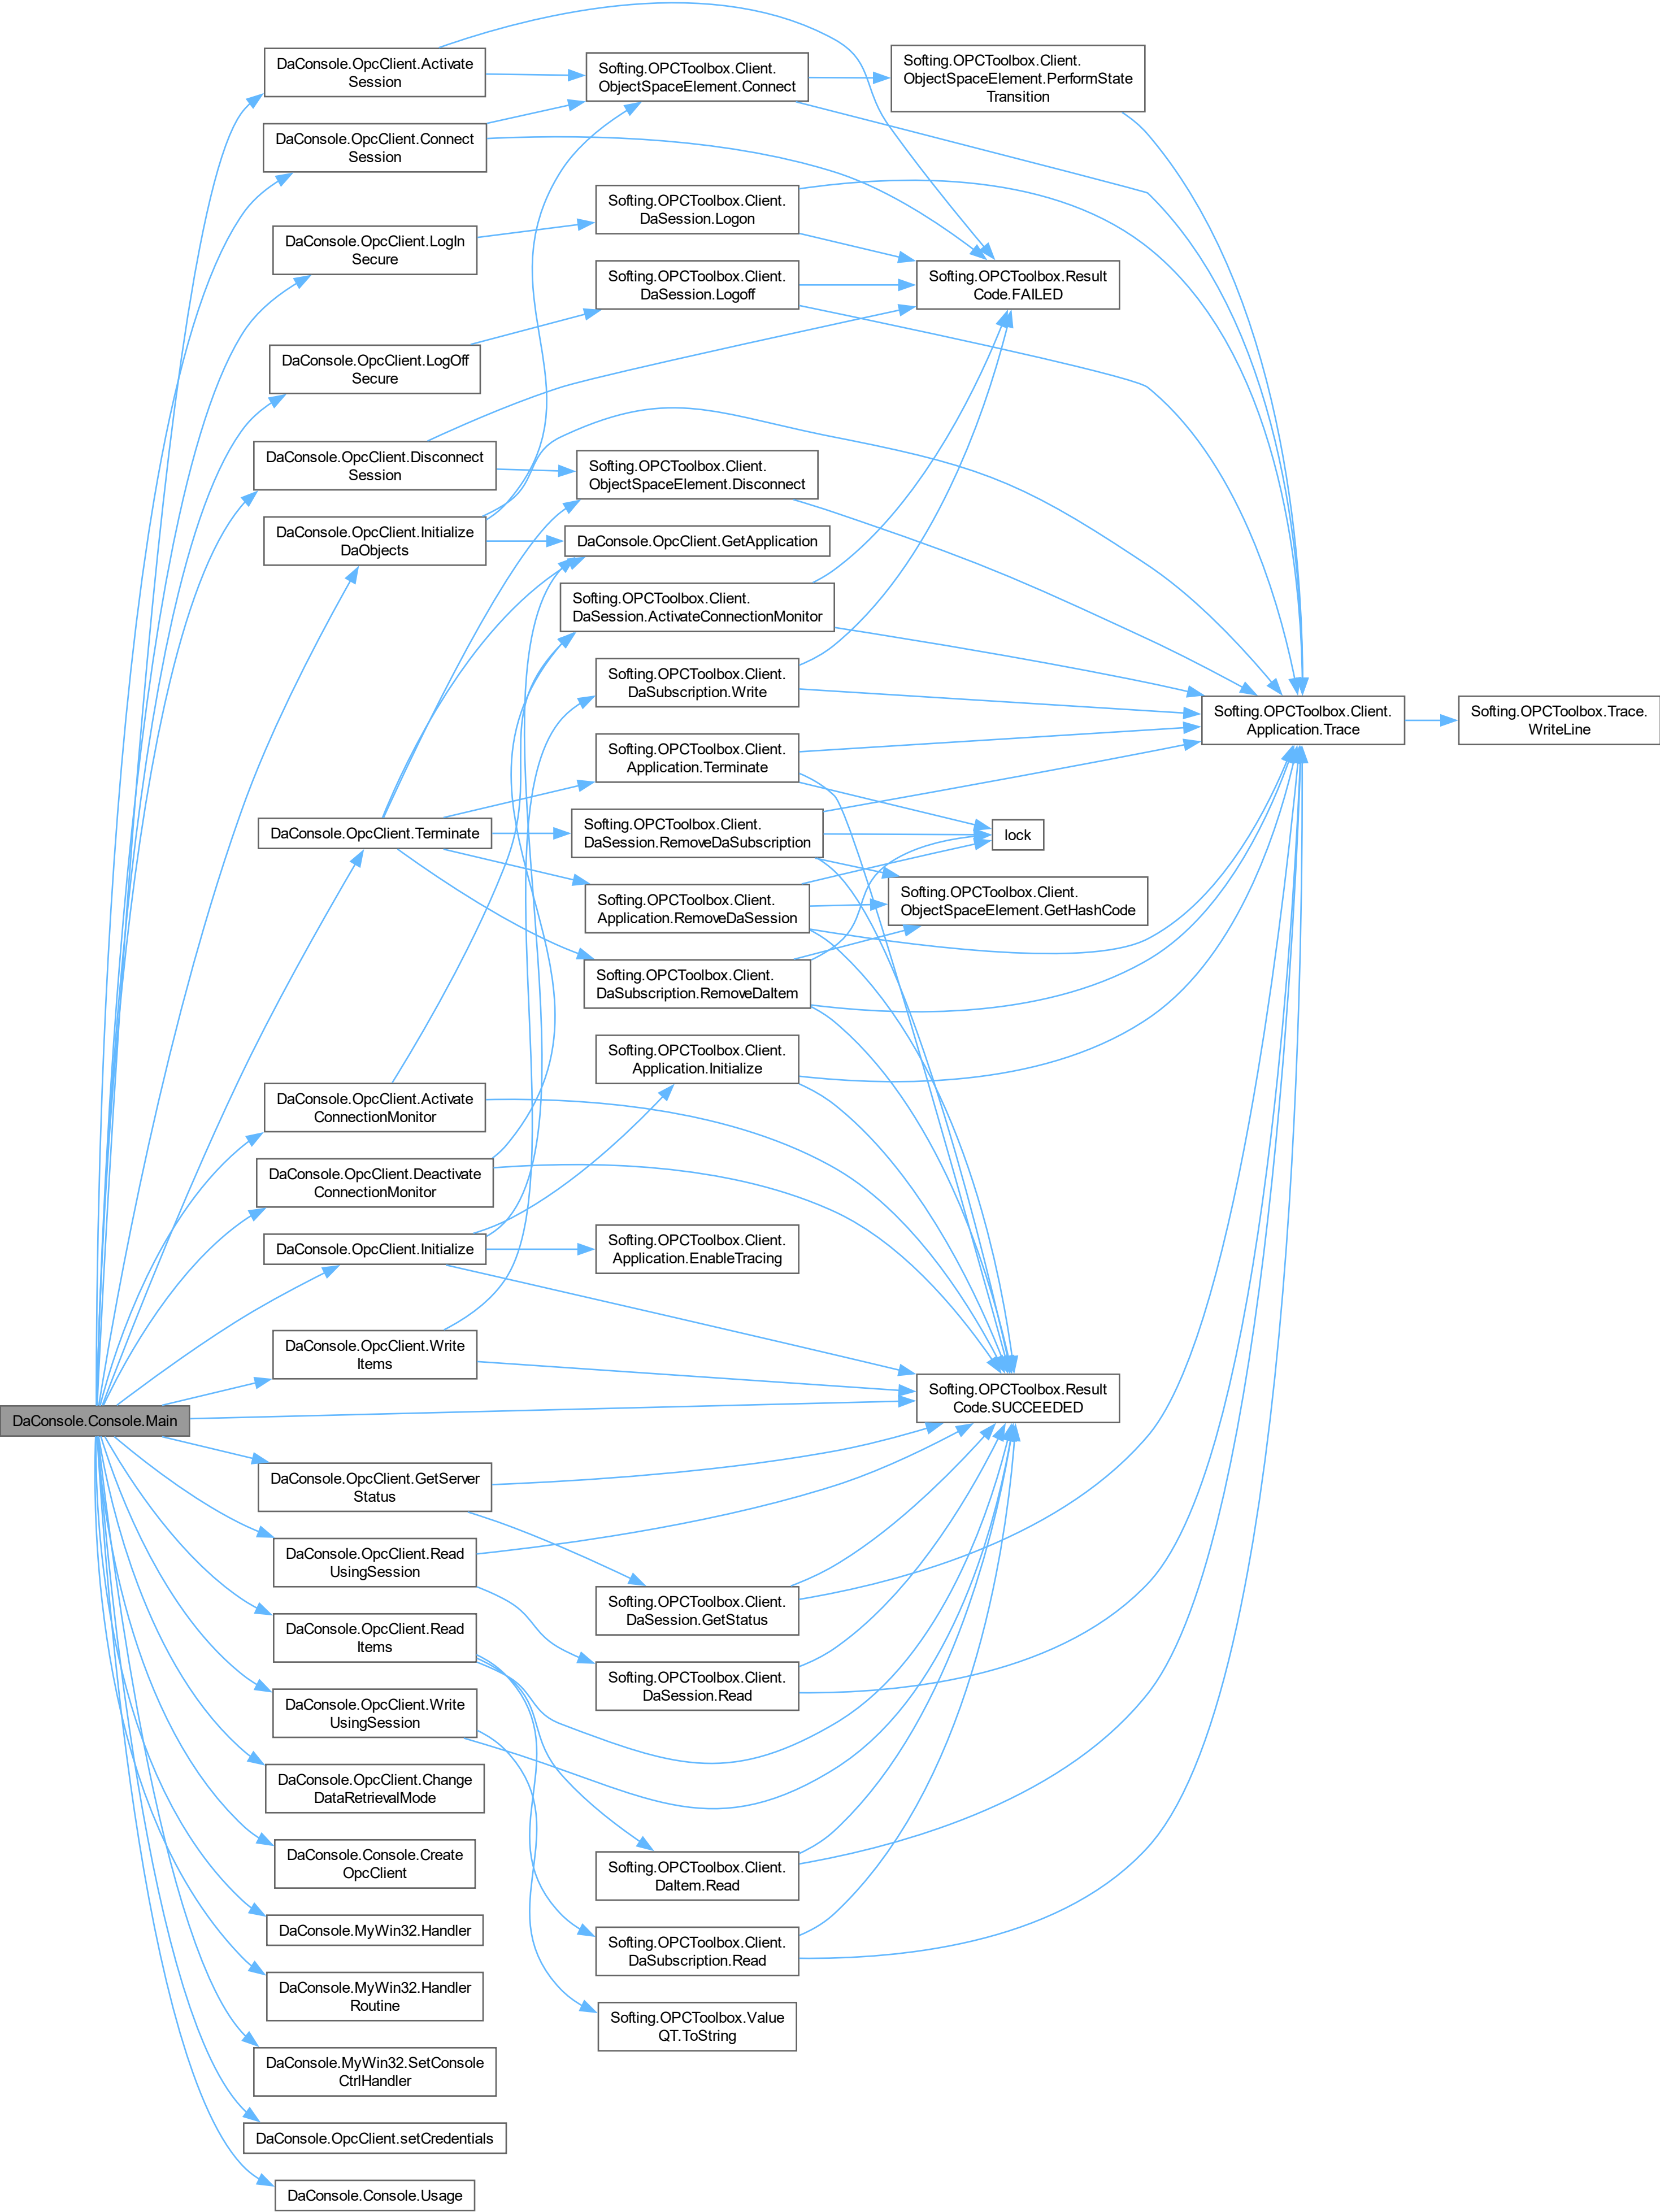 DaConsole.Console.Main
DaConsole.OpcClient.Activate
Session
DaConsole.OpcClient.Connect
Session
DaConsole.OpcClient.LogIn
Secure
DaConsole.OpcClient.LogOff
Secure
DaConsole.OpcClient.Disconnect
Session
DaConsole.OpcClient.Initialize
DaObjects
DaConsole.OpcClient.Terminate
DaConsole.OpcClient.Activate
ConnectionMonitor
DaConsole.OpcClient.Deactivate
ConnectionMonitor
DaConsole.OpcClient.Initialize
DaConsole.OpcClient.Write
Items
DaConsole.OpcClient.GetServer
Status
DaConsole.OpcClient.Read
UsingSession
DaConsole.OpcClient.Read
Items
DaConsole.OpcClient.Write
UsingSession
DaConsole.OpcClient.Change
DataRetrievalMode
DaConsole.Console.Create
OpcClient
DaConsole.MyWin32.Handler
DaConsole.MyWin32.Handler
Routine
DaConsole.MyWin32.SetConsole
CtrlHandler
DaConsole.OpcClient.setCredentials
DaConsole.Console.Usage
Softing.OPCToolbox.Client.
ObjectSpaceElement.Connect
Softing.OPCToolbox.Client.
DaSession.Logon
Softing.OPCToolbox.Client.
DaSession.Logoff
Softing.OPCToolbox.Client.
ObjectSpaceElement.Disconnect
DaConsole.OpcClient.GetApplication
Softing.OPCToolbox.Client.
DaSession.ActivateConnectionMonitor
Softing.OPCToolbox.Client.
DaSubscription.Write
Softing.OPCToolbox.Client.
Application.Terminate
Softing.OPCToolbox.Client.
DaSession.RemoveDaSubscription
Softing.OPCToolbox.Client.
Application.RemoveDaSession
Softing.OPCToolbox.Client.
DaSubscription.RemoveDaItem
Softing.OPCToolbox.Client.
Application.Initialize
Softing.OPCToolbox.Client.
Application.EnableTracing
Softing.OPCToolbox.Client.
DaSession.GetStatus
Softing.OPCToolbox.Client.
DaSession.Read
Softing.OPCToolbox.Client.
DaItem.Read
Softing.OPCToolbox.Client.
DaSubscription.Read
Softing.OPCToolbox.Value
QT.ToString
Softing.OPCToolbox.Client.
ObjectSpaceElement.PerformState
Transition
Softing.OPCToolbox.Result
Code.FAILED
lock
Softing.OPCToolbox.Client.
ObjectSpaceElement.GetHashCode
Softing.OPCToolbox.Result
Code.SUCCEEDED
Softing.OPCToolbox.Client.
Application.Trace
Softing.OPCToolbox.Trace.
WriteLine